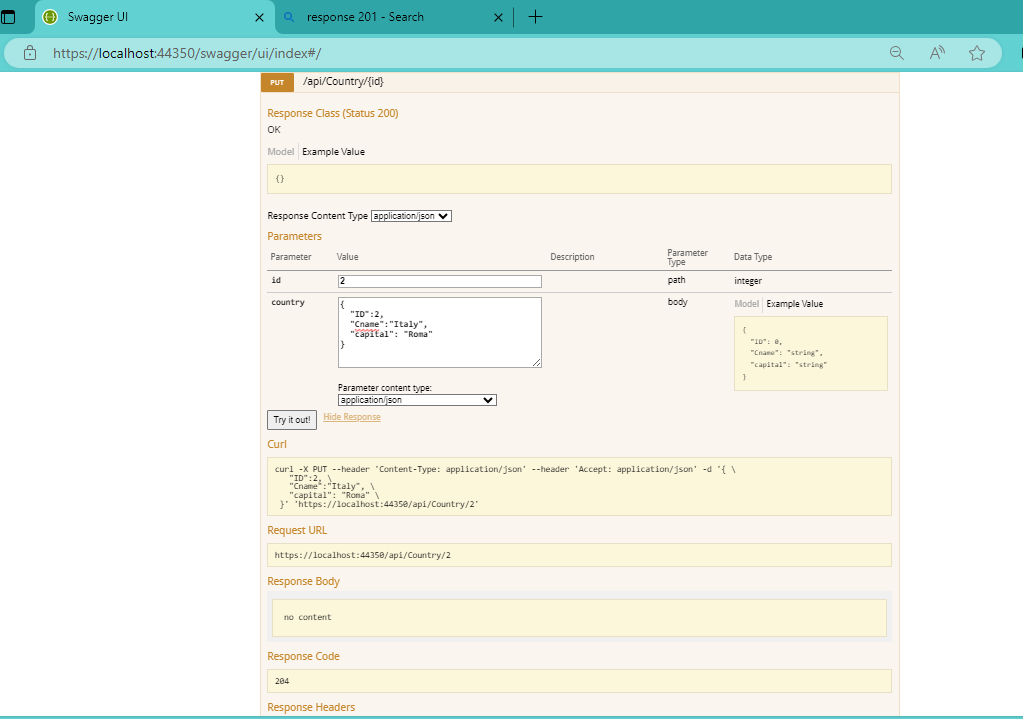 Swagger UI
response 201 - Search
https://localhost:44350/swagger/ui/index#/
PUT /api/Country/{id}
Response Class (Status 200)
OK
Model Example Value
{}
Response Content Type application/json
Parameters
Parameter Value Description Parameter Type Data Type
id 2 path integer
country
{
"ID":2,
"Cname":"Italy",
"capital": "Roma"
}
body
Model Example Value
{
"ID": 0,
"Cname": "string",
"capital": "string"
}
Parameter content type:
application/json
Try it out! Hide Response
Curl
curl -X PUT --header 'Content-Type: application/json' --header 'Accept: application/json' -d '{ \
"ID":2, \
"Cname":"Italy", \
"capital": "Roma" \
}' 'https://localhost:44350/api/Country/2'
Request URL
https://localhost:44350/api/Country/2
Response Body
no content
Response Code
204
Response Headers